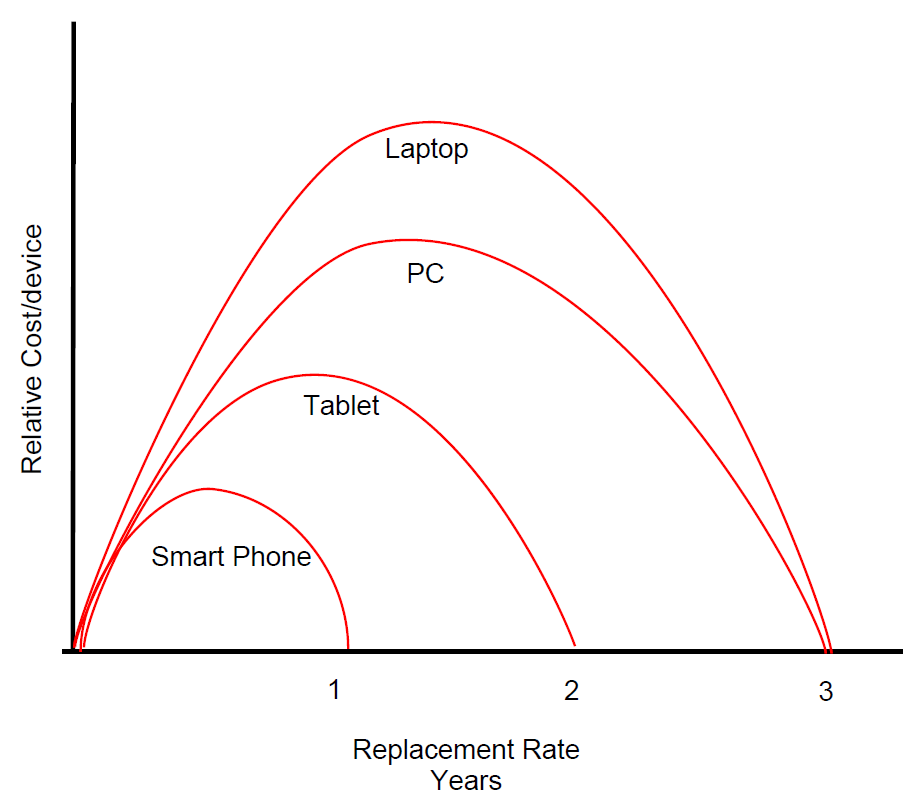 Laptop
PC
Relative Cost/device
Tablet
Smart Phone
1
2
3
Replacement Rate
Years